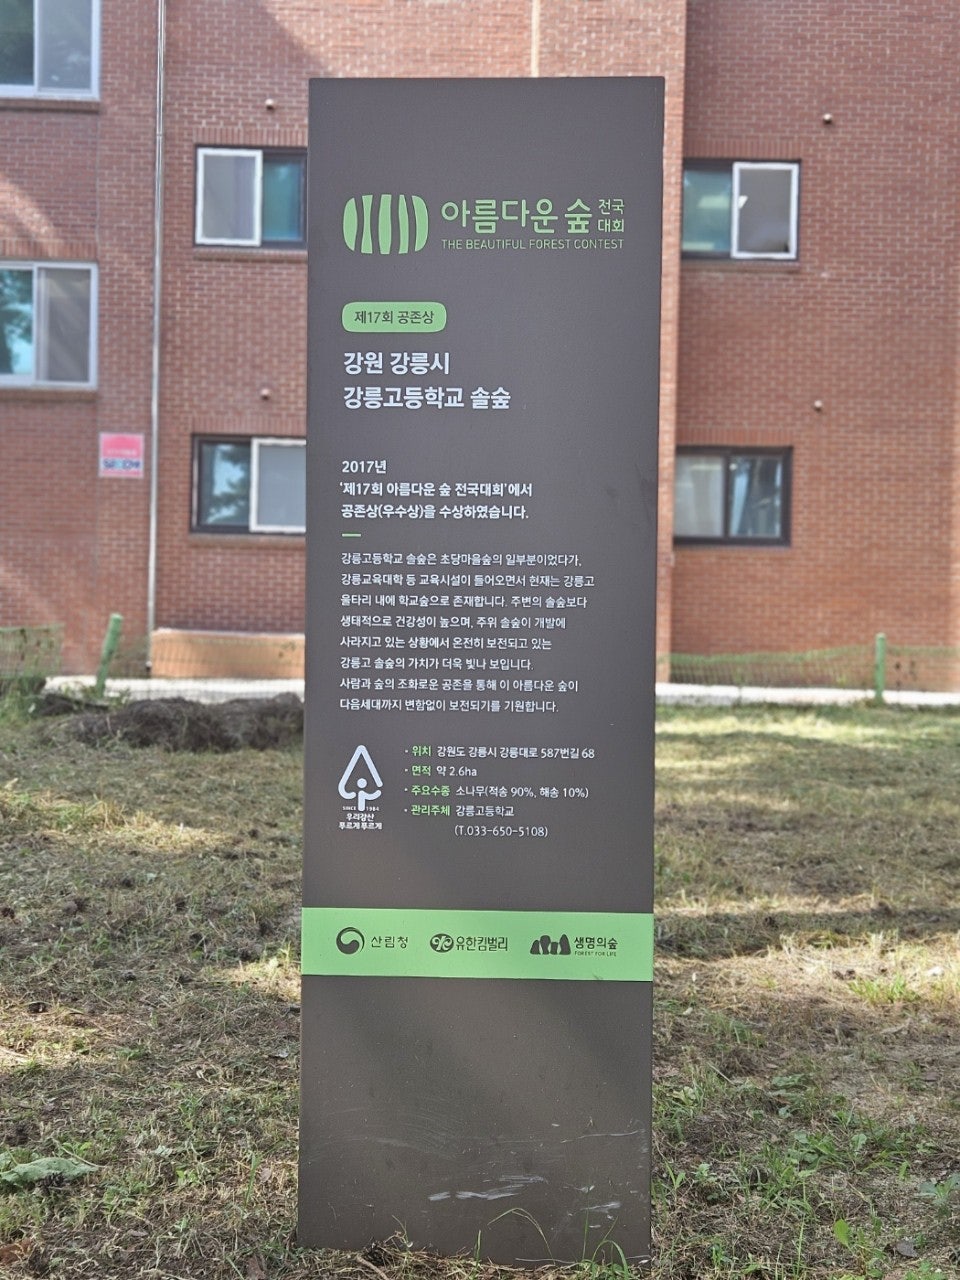 아름다운 숲 전국대회
THE BEAUTIFUL FOREST CONTEST
제17회 공존상
강원 강릉시
강릉고등학교 솔숲
2017년
'제17회 아름다운 숲 전국대회'에서
공존상(우수상)을 수상하였습니다.
강릉고등학교 솔숲은 초당마을숲의 일부분이었다가,
강릉교육대학 등 교육시설이 들어오면서 현재는 강릉고
울타리 내에 학교숲으로 존재합니다. 주변의 솔숲보다
생태적으로 건강성이 높으며, 주위 솔숲이 개발에
사라지고 있는 상황에서 온전히 보전되고 있는
강릉고 솔숲의 가치가 더욱 빛나 보입니다.
사람과 숲의 조화로운 공존을 통해 이 아름다운 숲이
다음세대까지 변함없이 보전되기를 기원합니다.
SINCE 1984
우리강산
푸르게 푸르게
• 위치 강원도 강릉시 강릉대로 587번길 68
• 면적 약 2.6ha
• 주요수종 소나무(적송 90%, 해송 10%)
• 관리주체 강릉고등학교
(T.033-650-5108)
산림청 유한킴벌리 생명의숲
FOREST FOR LIFE